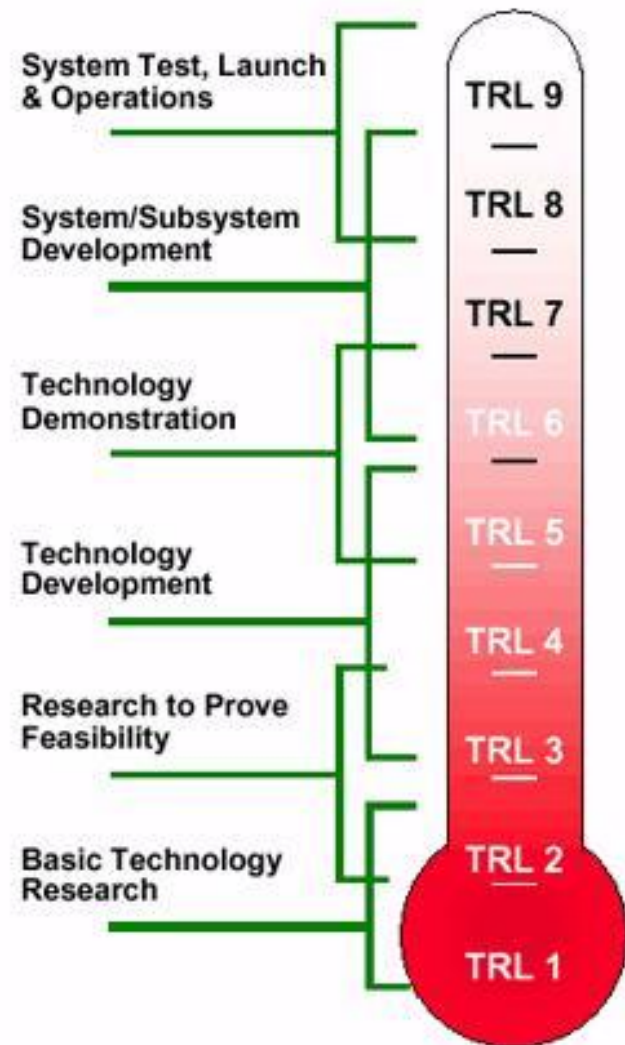 System Test, Launch
& Operations
System/Subsystem
Development
Technology
Demonstration
Technology
Development
Research to Prove
Feasibility
Basic Technology
Research
TRL 9
TRL 8
TRL 7
TRL 6
TRL 5
TRL 4
TRL 3
TRL 2
TRL 1